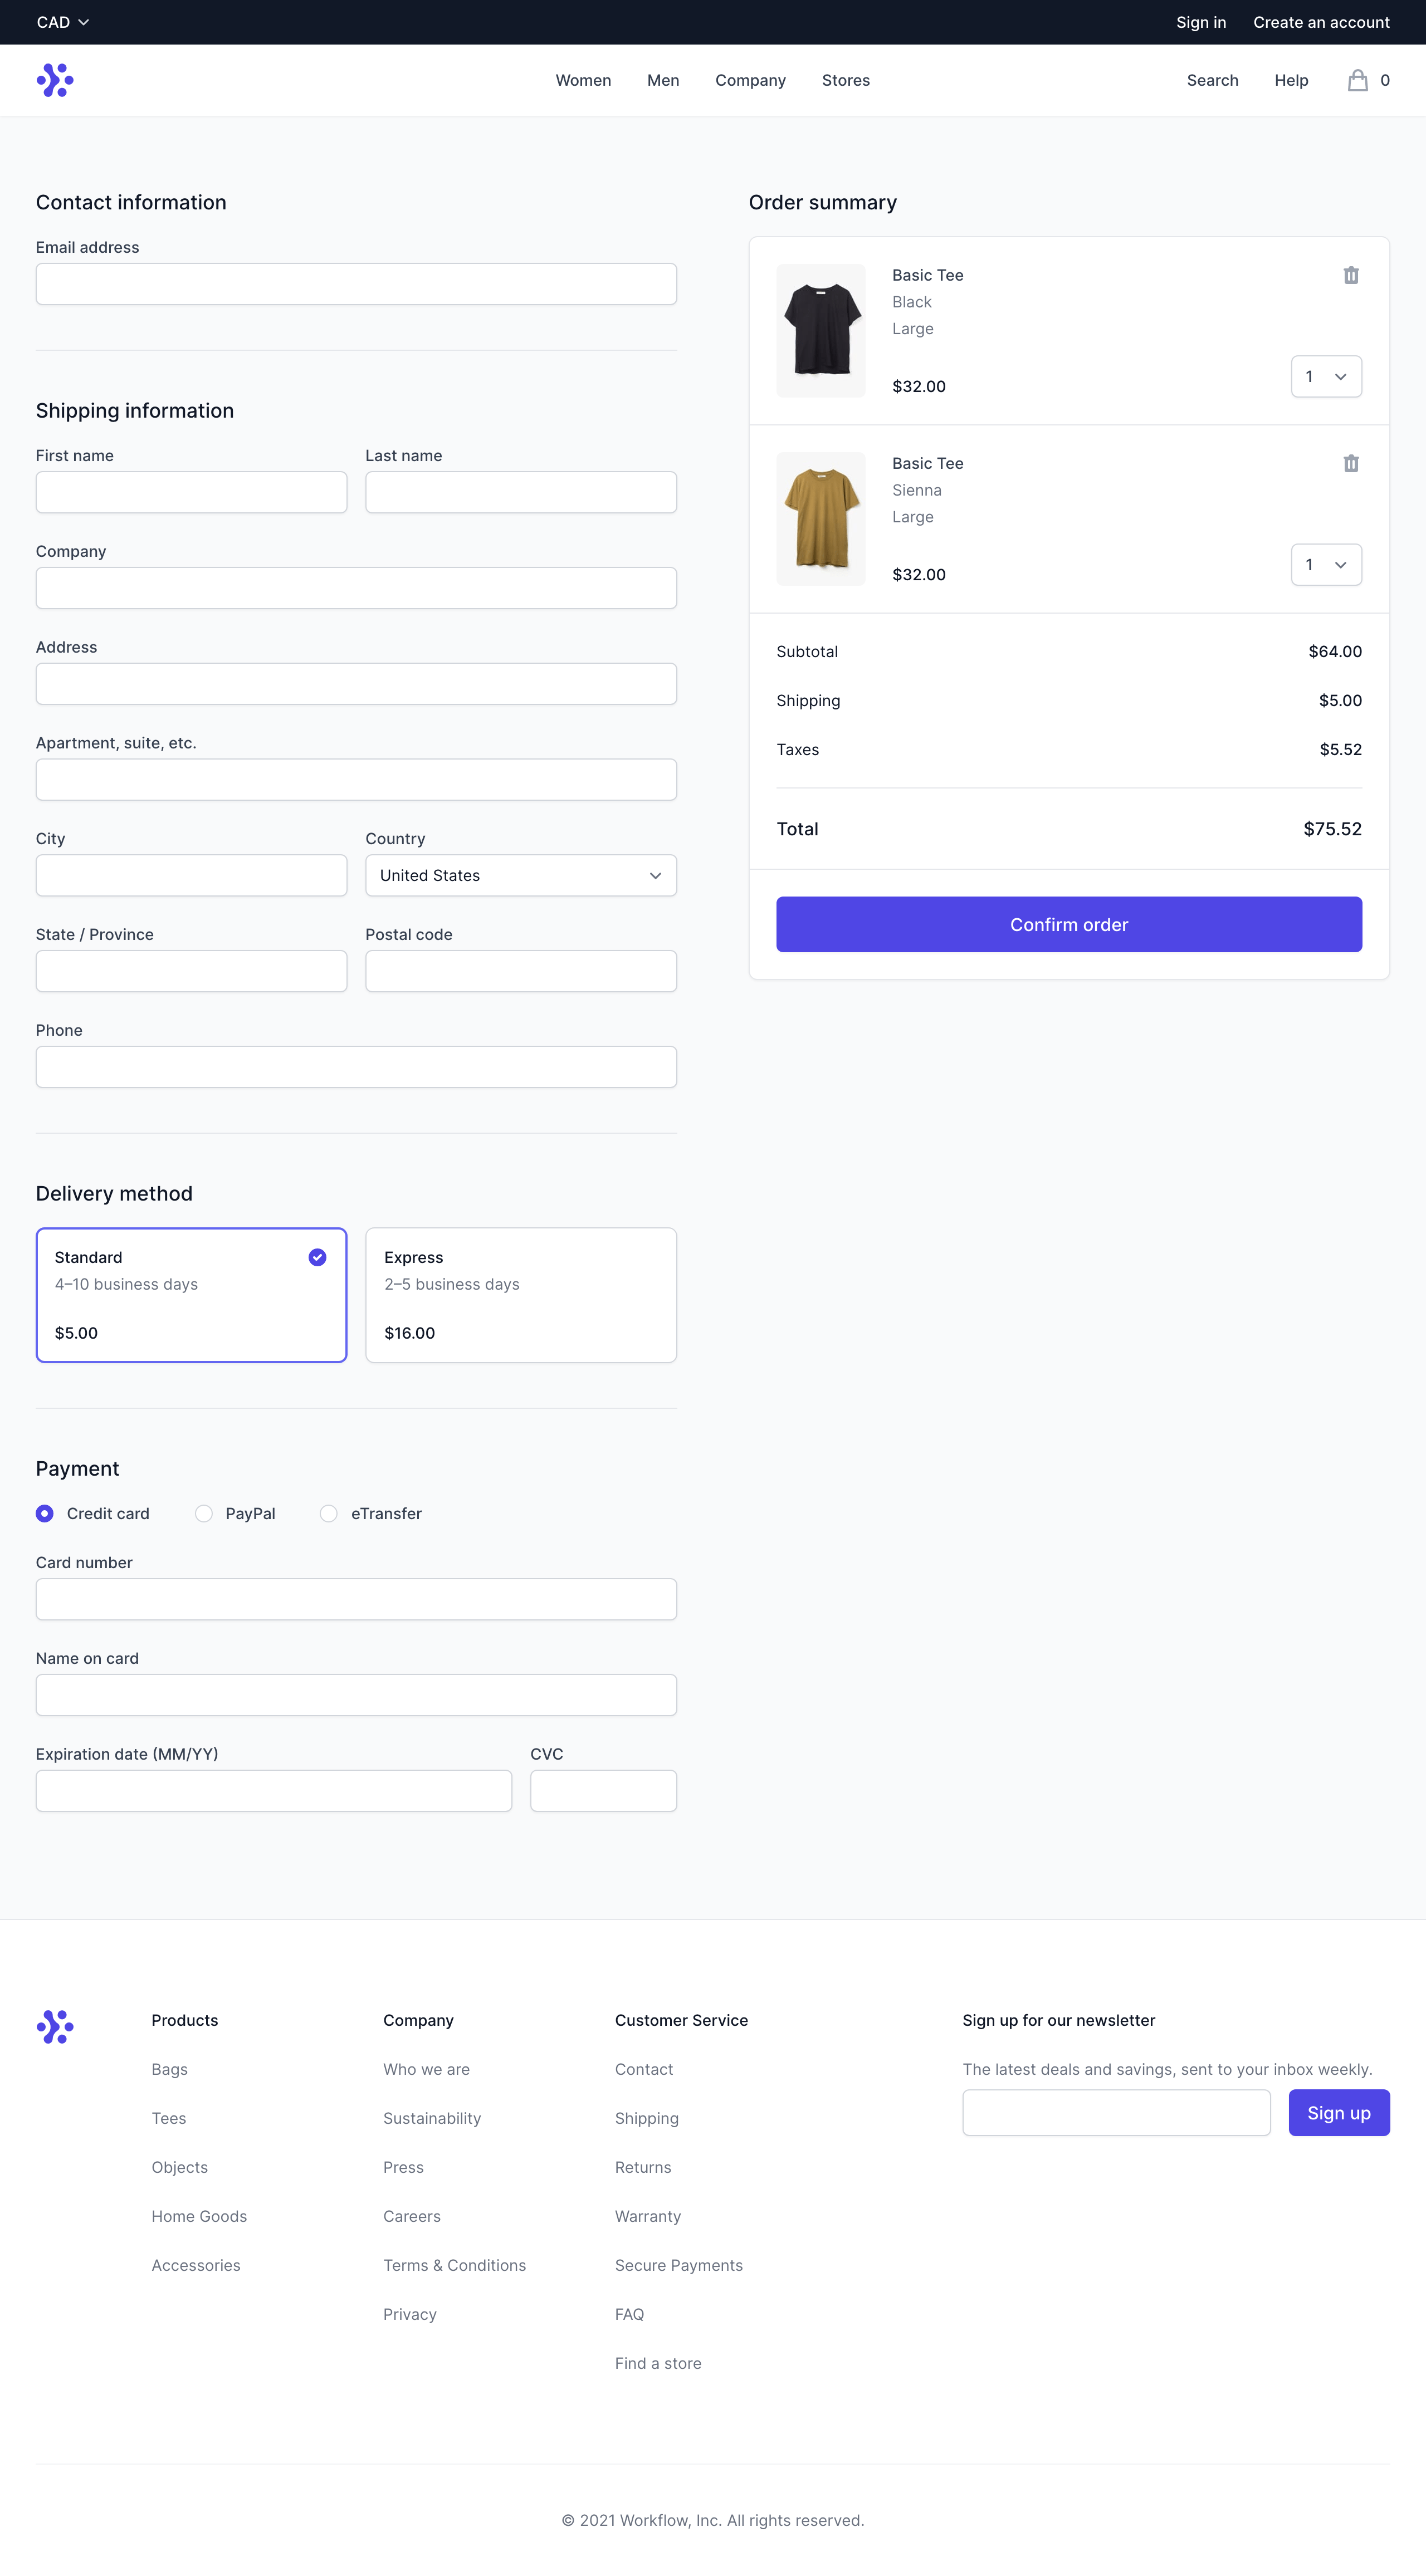 CAD
Sign in
Create an account
Women
Men
Company
Stores
Search
Help
0
Contact information
Email address
Shipping information
First name
Last name
Company
Address
Apartment, suite, etc.
City
Country
United States
State / Province
Postal code
Phone
Delivery method
Standard
4–10 business days
$5.00
Express
2–5 business days
$16.00
Payment
Credit card
PayPal
eTransfer
Card number
Name on card
Expiration date (MM/YY)
CVC
Order summary
Basic Tee
Black
Large
$32.00
1
Basic Tee
Sienna
Large
$32.00
1
Subtotal
$64.00
Shipping
$5.00
Taxes
$5.52
Total
$75.52
Confirm order
Products
Bags
Tees
Objects
Home Goods
Accessories
Company
Who we are
Sustainability
Press
Careers
Terms & Conditions
Privacy
Customer Service
Contact
Shipping
Returns
Warranty
Secure Payments
FAQ
Find a store
Sign up for our newsletter
The latest deals and savings, sent to your inbox weekly.
Sign up
© 2021 Workflow, Inc. All rights reserved.